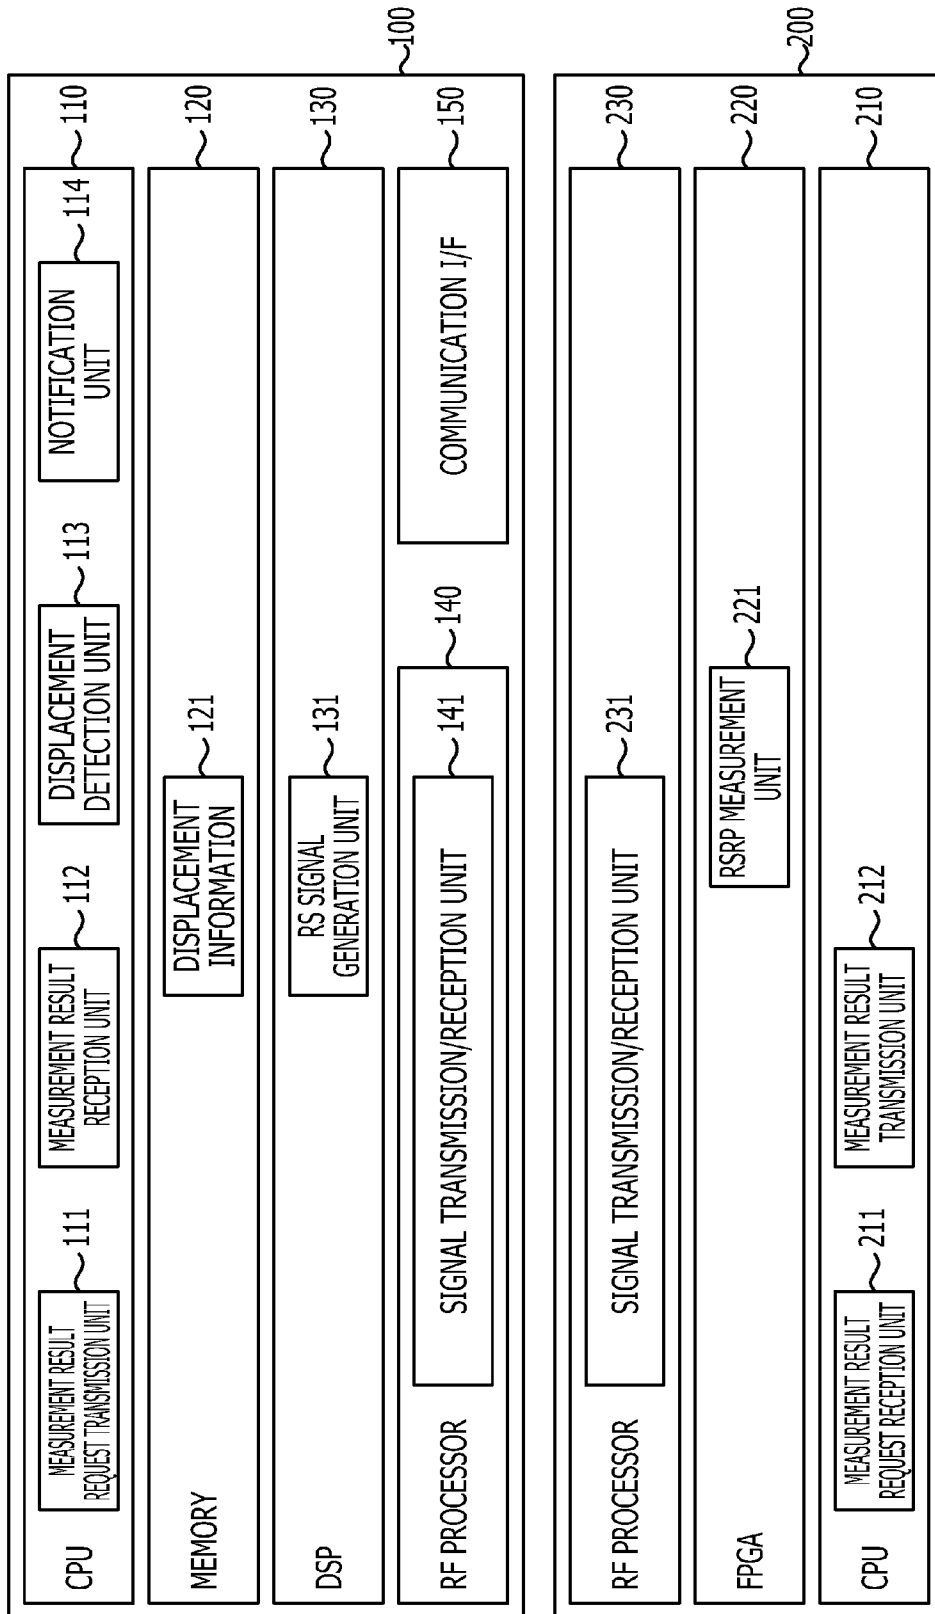 100
CPU
110
MEASUREMENT RESULT
REQUEST TRANSMISSION UNIT
111
MEASUREMENT RESULT
RECEPTION UNIT
112
DISPLACEMENT
DETECTION UNIT
113
NOTIFICATION
UNIT
114
MEMORY
120
DISPLACEMENT
INFORMATION
121
DSP
130
RS SIGNAL
GENERATION UNIT
131
RF PROCESSOR
140
SIGNAL TRANSMISSION/RECEPTION UNIT
141
COMMUNICATION I/F
150
200
RF PROCESSOR
230
SIGNAL TRANSMISSION/RECEPTION UNIT
231
FPGA
220
RSRP MEASUREMENT
UNIT
221
CPU
210
MEASUREMENT RESULT
REQUEST RECEPTION UNIT
211
MEASUREMENT RESULT
TRANSMISSION UNIT
212